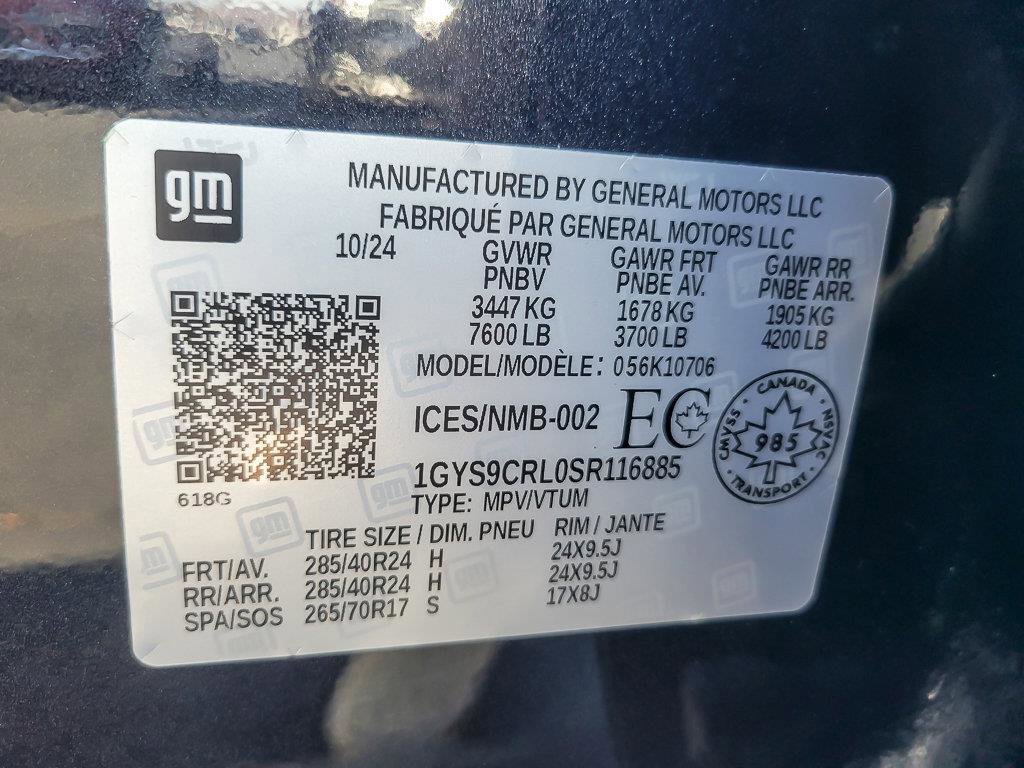 gm
MANUFACTURED BY GENERAL MOTORS LLC
FABRIQUÉ PAR GENERAL MOTORS LLC
10/24 GVWR GAWR FRT GAWR RR
PNBV PNBE AV. PNBE ARR.
3447 KG 1678 KG 1905 KG
7600 LB 3700 LB 4200 LB
MODEL/MODÈLE: 056K10706
ICES/NMB-002 EC
CANADA
CMVSS 985 NSVAC
TRANSPORT
1GYS9CRL0SR116885
618G
TYPE: MPV/VTUM
TIRE SIZE / DIM. PNEU RIM / JANTE
FRT/AV. 285/40R24 H 24X9.5J
RR/ARR. 285/40R24 H 24X9.5J
SPA/SOS 265/70R17 S 17X8J